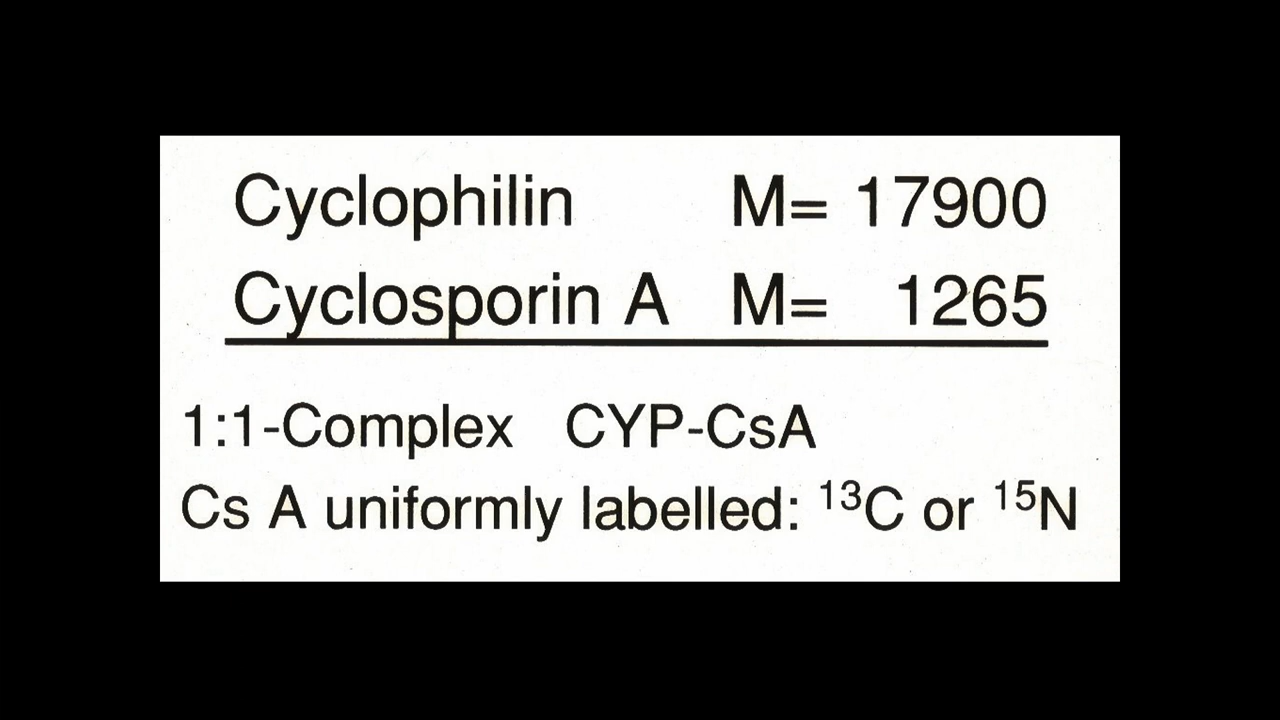 Cyclophilin M= 17900
Cyclosporin A M= 1265
1:1-Complex CYP-CsA
Cs A uniformly labelled: ¹³C or ¹⁵N